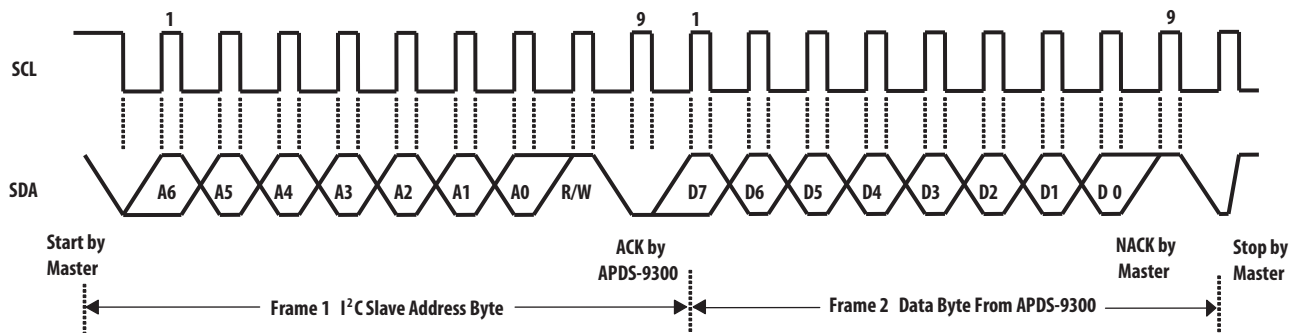 1 9 1 9
SCL
SDA A6 A5 A4 A3 A2 A1 A0 R/W D7 D6 D5 D4 D3 D2 D1 D 0
Start by
Master
ACK by
APDS-9300
NACK by
Master
Stop by
Master
Frame 1 I²C Slave Address Byte
Frame 2 Data Byte From APDS-9300